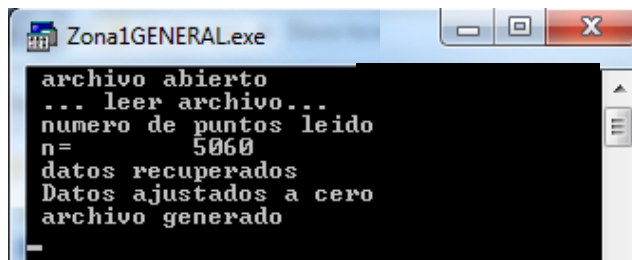 Zona1GENERAL.exe
archivo abierto
... leer archivo...
numero de puntos leido
n=          5060
datos recuperados
Datos ajustados a cero
archivo generado